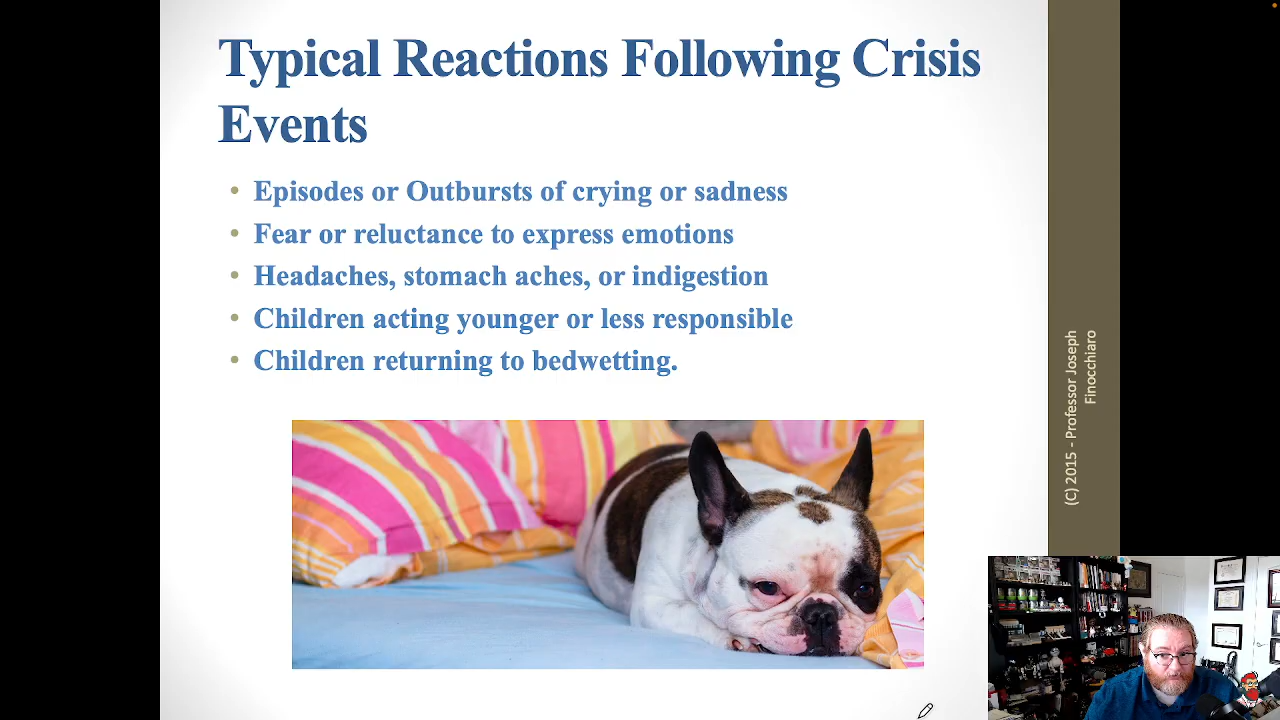 Typical Reactions Following Crisis
Events
• Episodes or Outbursts of crying or sadness
• Fear or reluctance to express emotions
• Headaches, stomach aches, or indigestion
• Children acting younger or less responsible
• Children returning to bedwetting.
(C) 2015 - Professor Joseph
Finocchiaro